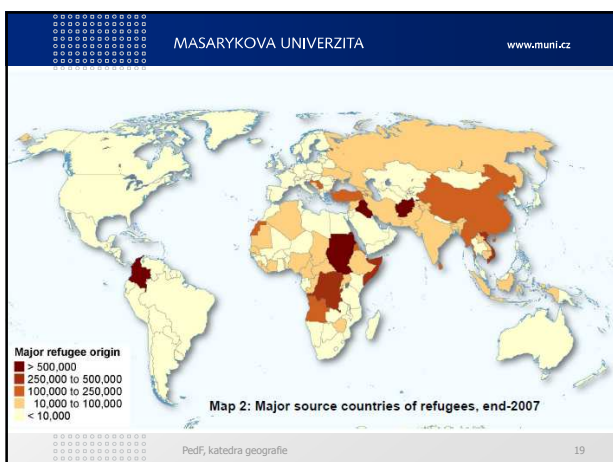 MASARYKOVA UNIVERZITA
www.muni.cz
Major refugee origin
> 500,000
250,000 to 500,000
100,000 to 250,000
10,000 to 100,000
< 10,000
Map 2: Major source countries of refugees, end-2007
PedF, katedra geografie
19